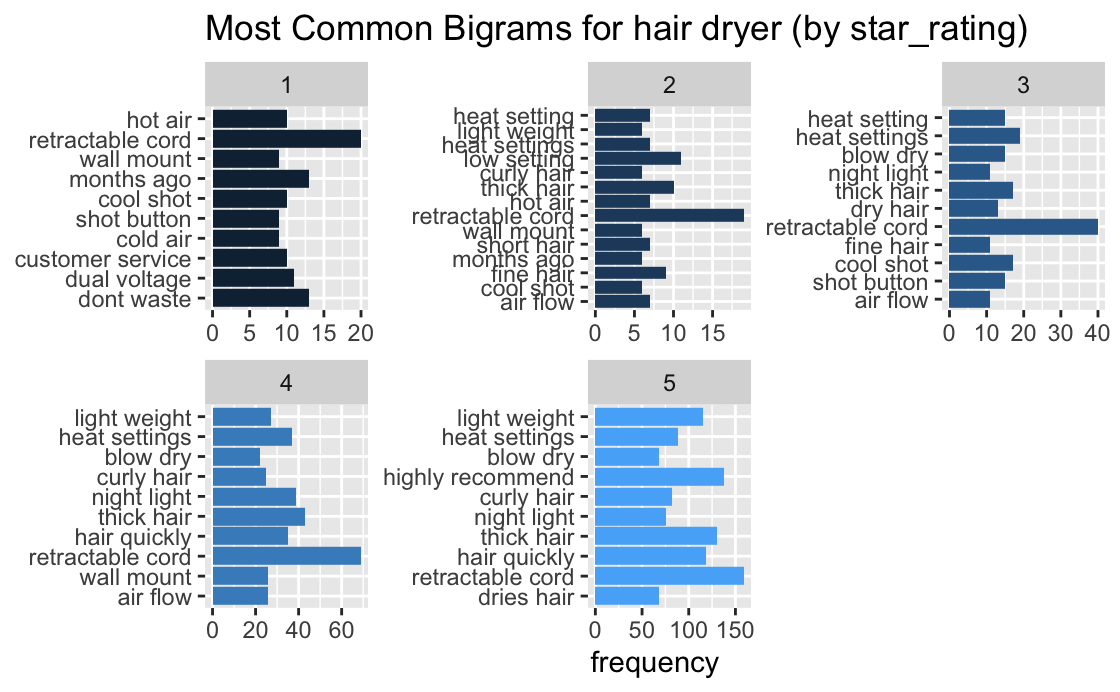 Most Common Bigrams for hair dryer (by star_rating)
1
hot air
retractable cord
wall mount
months ago
cool shot
shot button
cold air
customer service
dual voltage
dont waste
0 5 10 15 20
2
heat setting
light weight
heat settings
low setting
curly hair
thick hair
hot air
retractable cord
wall mount
short hair
months ago
fine hair
cool shot
air flow
0 5 10 15
3
heat setting
heat settings
blow dry
night light
thick hair
dry hair
retractable cord
fine hair
cool shot
shot button
air flow
0 10 20 30 40
4
light weight
heat settings
blow dry
curly hair
night light
thick hair
hair quickly
retractable cord
wall mount
air flow
0 20 40 60
5
light weight
heat settings
blow dry
highly recommend
curly hair
night light
thick hair
hair quickly
retractable cord
dries hair
0 50 100 150
frequency